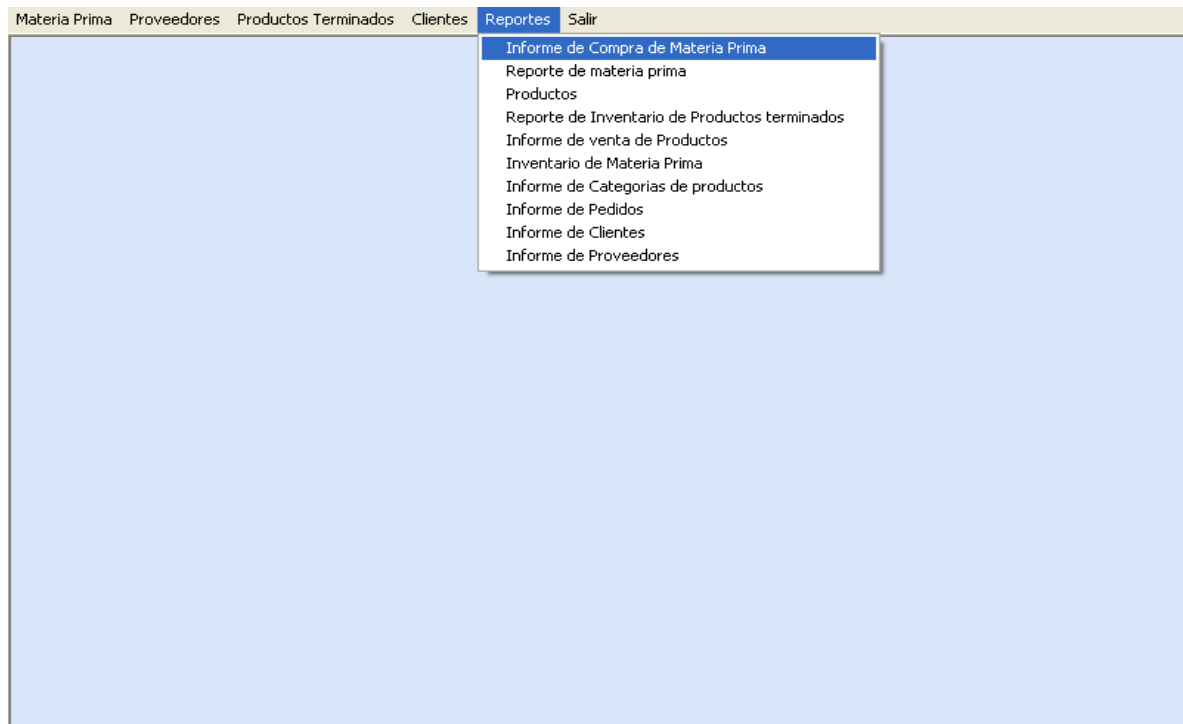 Materia Prima Proveedores Productos Terminados Clientes Reportes Salir
Informe de Compra de Materia Prima
Reporte de materia prima
Productos
Reporte de Inventario de Productos terminados
Informe de venta de Productos
Inventario de Materia Prima
Informe de Categorias de productos
Informe de Pedidos
Informe de Clientes
Informe de Proveedores